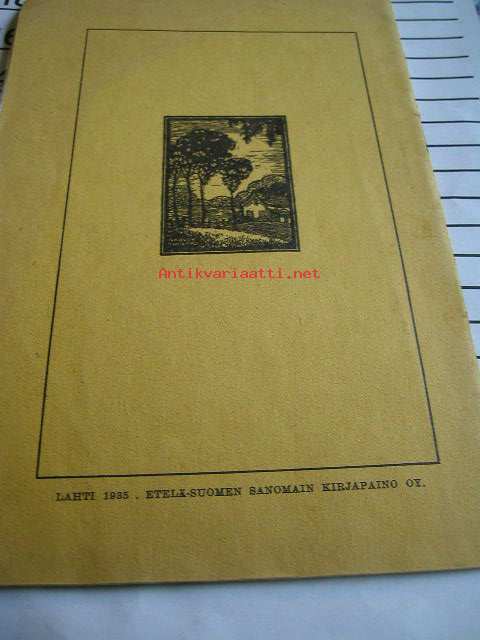 Antikvariaatti.net
LAHTI 1935 . ETELÄ-SUOMEN SANOMAIN KIRJAPAINO OY.